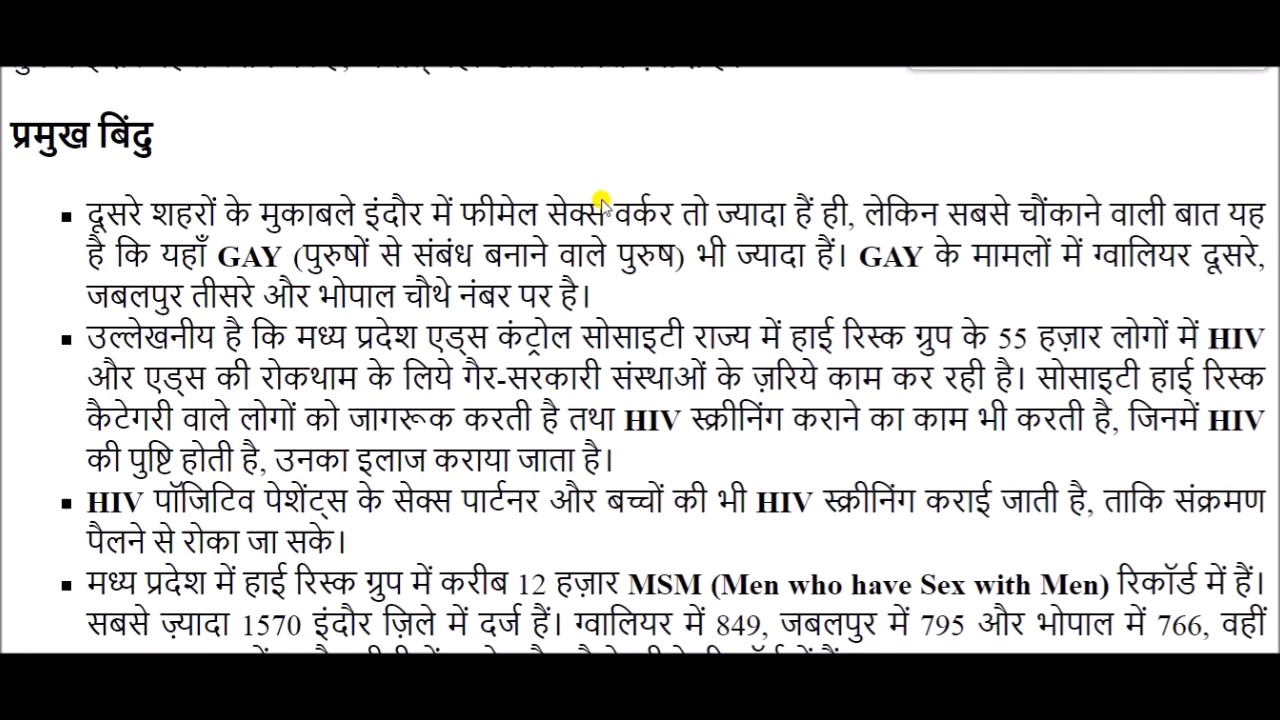 प्रमुख बिंदु
▪ दूसरे शहरों के मुकाबले इंदौर में फीमेल सेक्स वर्कर तो ज्यादा हैं ही, लेकिन सबसे चौंकाने वाली बात यह
है कि यहाँ GAY (पुरुषों से संबंध बनाने वाले पुरुष) भी ज्यादा हैं। GAY के मामलों में ग्वालियर दूसरे,
जबलपुर तीसरे और भोपाल चौथे नंबर पर है।
▪ उल्लेखनीय है कि मध्य प्रदेश एड्स कंट्रोल सोसाइटी राज्य में हाई रिस्क ग्रुप के 55 हज़ार लोगों में HIV
और एड्स की रोकथाम के लिये गैर-सरकारी संस्थाओं के ज़रिये काम कर रही है। सोसाइटी हाई रिस्क
कैटेगरी वाले लोगों को जागरूक करती है तथा HIV स्क्रीनिंग कराने का काम भी करती है, जिनमें HIV
की पुष्टि होती है, उनका इलाज कराया जाता है।
▪ HIV पॉजिटिव पेशेंट्स के सेक्स पार्टनर और बच्चों की भी HIV स्क्रीनिंग कराई जाती है, ताकि संक्रमण
पैलने से रोका जा सके।
▪ मध्य प्रदेश में हाई रिस्क ग्रुप में करीब 12 हज़ार MSM (Men who have Sex with Men) रिकॉर्ड में हैं।
सबसे ज़्यादा 1570 इंदौर ज़िले में दर्ज हैं। ग्वालियर में 849, जबलपुर में 795 और भोपाल में 766, वहीं